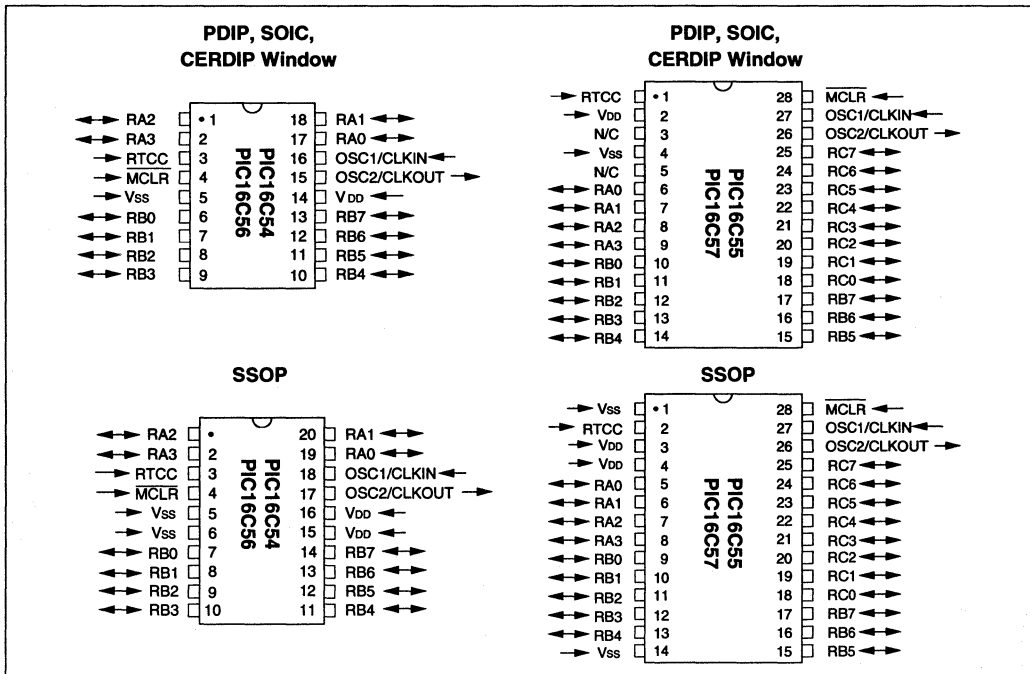 PDIP, SOIC,
CERDIP Window
RA2 •1 18 RA1
RA3 2 17 RA0
RTCC 3 16 OSC1/CLKIN
MCLR 4 15 OSC2/CLKOUT
Vss 5 14 VDD
RB0 6 13 RB7
RB1 7 12 RB6
RB2 8 11 RB5
RB3 9 10 RB4
PIC16C54
PIC16C56
PDIP, SOIC,
CERDIP Window
RTCC •1 28 MCLR
VDD 2 27 OSC1/CLKIN
N/C 3 26 OSC2/CLKOUT
Vss 4 25 RC7
N/C 5 24 RC6
RA0 6 23 RC5
RA1 7 22 RC4
RA2 8 21 RC3
RA3 9 20 RC2
RB0 10 19 RC1
RB1 11 18 RC0
RB2 12 17 RB7
RB3 13 16 RB6
RB4 14 15 RB5
PIC16C55
PIC16C57
SSOP
RA2 • 20 RA1
RA3 2 19 RA0
RTCC 3 18 OSC1/CLKIN
MCLR 4 17 OSC2/CLKOUT
Vss 5 16 VDD
Vss 6 15 VDD
RB0 7 14 RB7
RB1 8 13 RB6
RB2 9 12 RB5
RB3 10 11 RB4
PIC16C54
PIC16C56
SSOP
Vss •1 28 MCLR
RTCC 2 27 OSC1/CLKIN
VDD 3 26 OSC2/CLKOUT
VDD 4 25 RC7
RA0 5 24 RC6
RA1 6 23 RC5
RA2 7 22 RC4
RA3 8 21 RC3
RB0 9 20 RC2
RB1 10 19 RC1
RB2 11 18 RC0
RB3 12 17 RB7
RB4 13 16 RB6
Vss 14 15 RB5
PIC16C55
PIC16C57